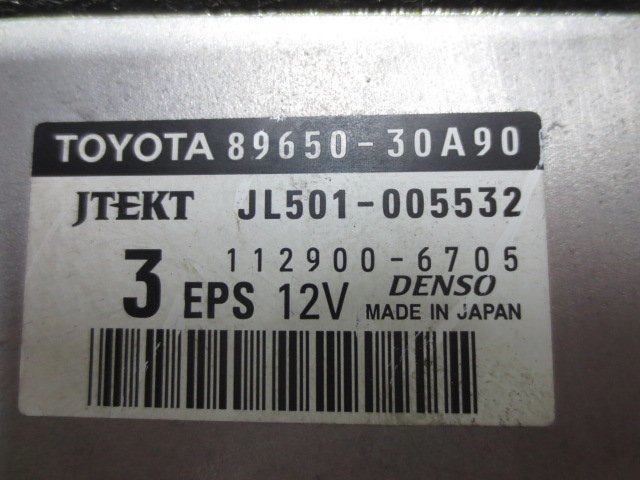 TOYOTA 89650-30A90
JTEKT JL501-005532
3 112900-6705
EPS 12V DENSO
MADE IN JAPAN